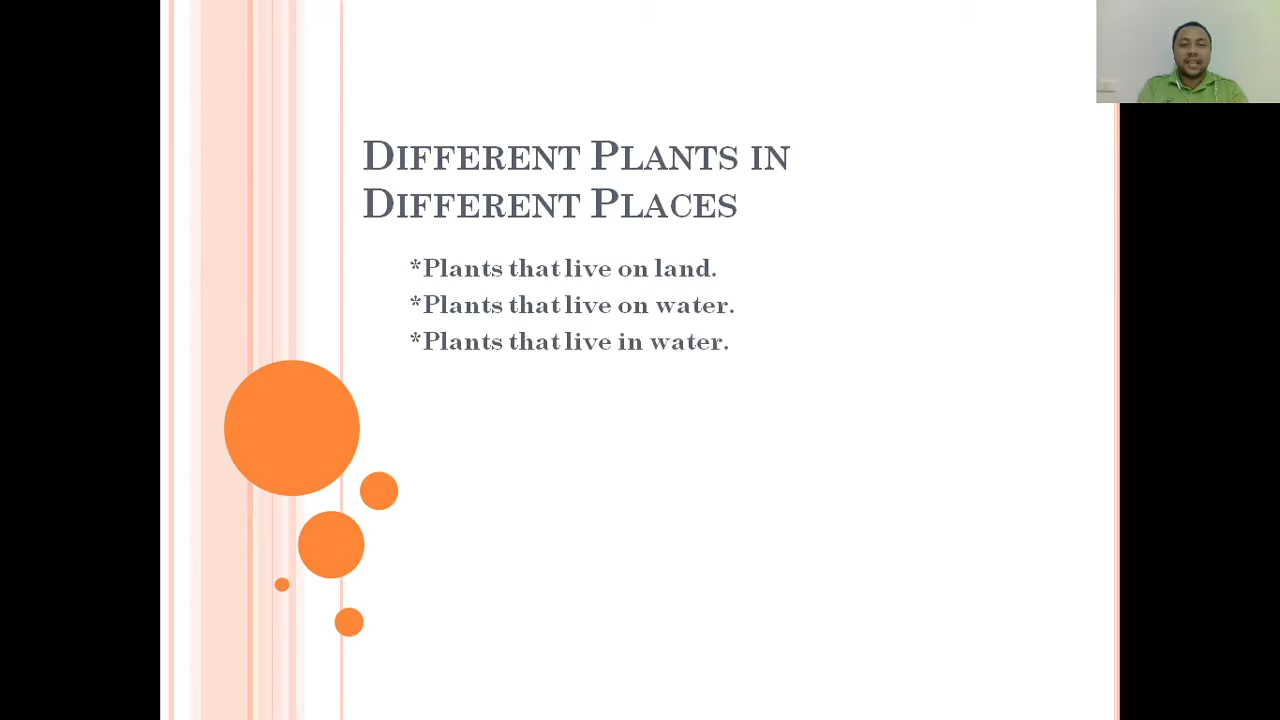 Different Plants in
Different Places
*Plants that live on land.
*Plants that live on water.
*Plants that live in water.